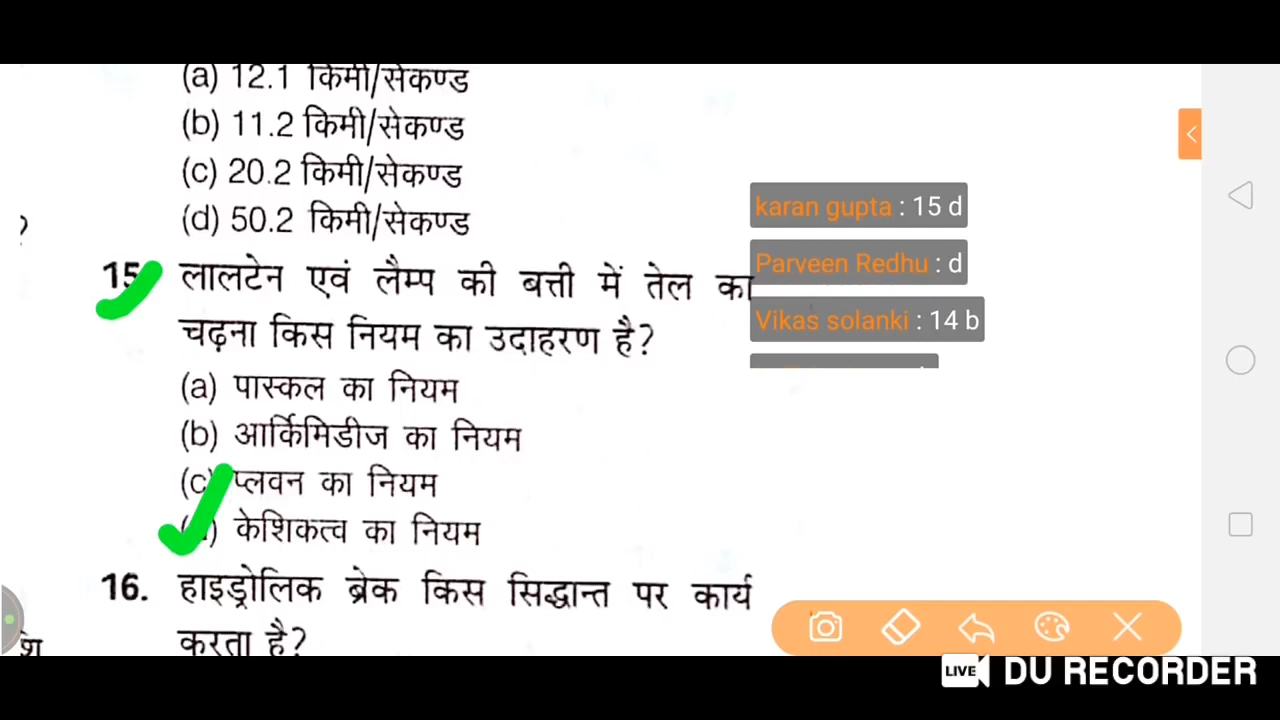 (a) 12.1 किमी/सेकण्ड
(b) 11.2 किमी/सेकण्ड
(c) 20.2 किमी/सेकण्ड
(d) 50.2 किमी/सेकण्ड
?
15 लालटेन एवं लैम्प की बत्ती में तेल का
चढ़ना किस नियम का उदाहरण है?
(a) पास्कल का नियम
(b) आर्किमिडीज का नियम
(c) प्लवन का नियम
केशिकत्व का नियम
16. हाइड्रोलिक ब्रेक किस सिद्धान्त पर कार्य
करता है?
karan gupta : 15 d
Parveen Redhu : d
Vikas solanki : 14 b
LIVE DU RECORDER